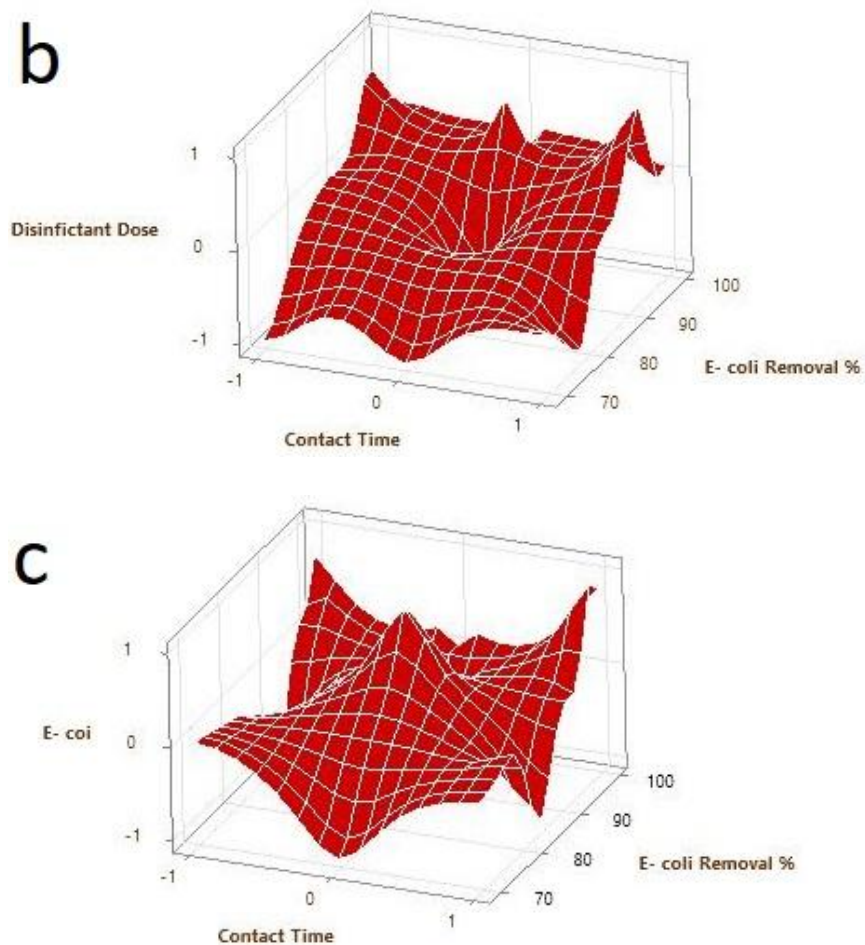 b
1
Disinfictant Dose
0
-1
-1
0
1
Contact Time
100
90
80
70
E- coli Removal %
c
1
E- coi
0
-1
-1
0
1
Contact Time
100
90
80
70
E- coli Removal %